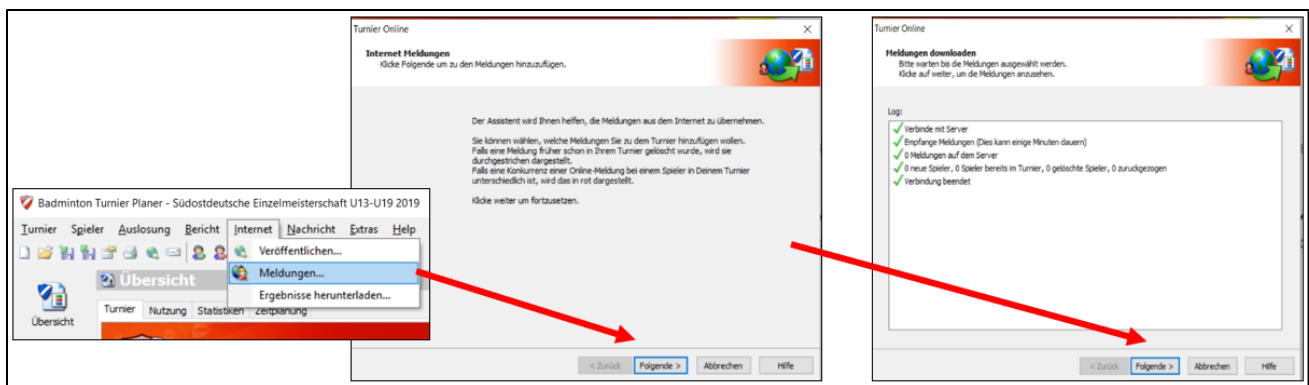 Badminton Turnier Planer - Südostdeutsche Einzelmeisterschaft U13-U19 2019
Turnier Spieler Auslosung Bericht Internet Nachricht Extras Help
Veröffentlichen...
Meldungen...
Ergebnisse herunterladen...
Übersicht
Übersicht
Turnier Nutzung Statistiken Zeitplanung
Turnier Online
Internet Meldungen
Klicke Folgende um zu den Meldungen hinzuzufügen.
Der Assistent wird Ihnen helfen, die Meldungen aus dem Internet zu übernehmen.
Sie können wählen, welche Meldungen Sie zu dem Turnier hinzufügen wollen.
Falls eine Meldung früher schon in Ihrem Turnier gelöscht wurde, wird sie
durchgestrichen dargestellt.
Falls eine Konkurrenz einer Online-Meldung bei einem Spieler in Deinem Turnier
unterschiedlich ist, wird das in rot dargestellt.
Klicke weiter um fortzusetzen.
< Zurück Folgende > Abbrechen Hilfe
Turnier Online
Meldungen downloaden
Bitte warten bis die Meldungen ausgewählt werden.
Klicke auf weiter, um die Meldungen anzusehen.
Log:
Verbinde mit Server
Empfange Meldungen (Dies kann einige Minuten dauern)
0 Meldungen auf dem Server
0 neue Spieler, 0 Spieler bereits im Turnier, 0 gelöschte Spieler, 0 zurückgezogen
Verbindung beendet
< Zurück Folgende > Abbrechen Hilfe